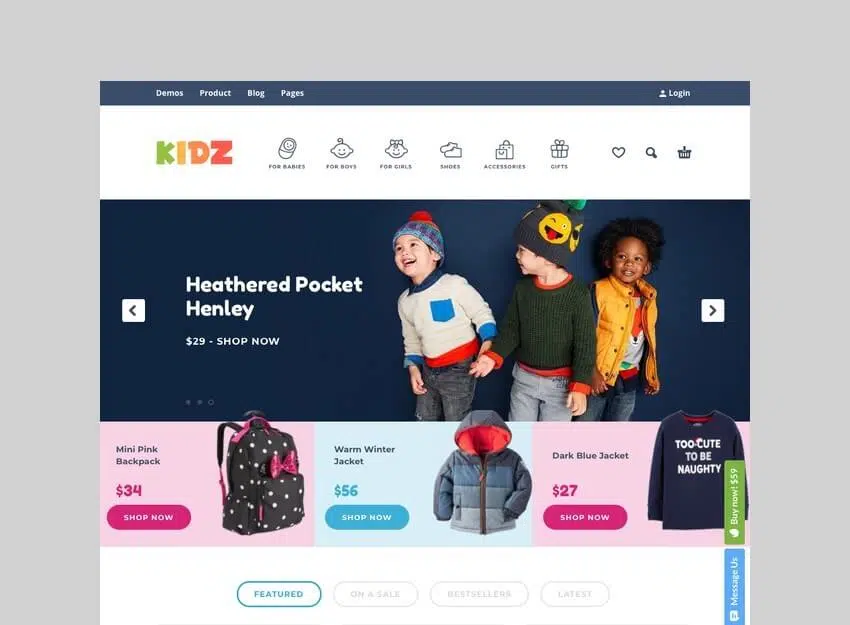 Demos Product Blog Pages Login
KIDZ
FOR BABIES FOR BOYS FOR GIRLS SHOES ACCESSORIES GIFTS
Heathered Pocket
Henley
$29 - SHOP NOW
Mini Pink
Backpack
$34
SHOP NOW
Warm Winter
Jacket
$56
SHOP NOW
Dark Blue Jacket
$27
SHOP NOW
TOO CUTE
TO BE
NAUGHTY
Buy now! $59
Message Us
FEATURED ON A SALE BESTSELLERS LATEST